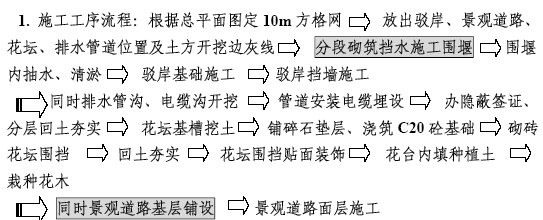 1. 施工工序流程：根据总平面图定 10m 方格网 ⇨ 放出驳岸、景观道路、
花坛、排水管道位置及土方开挖边灰线 ⇨ 分段砌筑挡水施工围堰 ⇨ 围堰
内抽水、清淤 ⇨ 驳岸基础施工 ⇨ 驳岸挡墙施工
⇨ 同时排水管沟、电缆沟开挖 ⇨ 管道安装电缆埋设 ⇨ 办隐蔽签证、
分层回土夯实 ⇨ 花坛基槽挖土 ⇨ 铺碎石垫层、浇筑 C20 砼基础 ⇨ 砌砖
花坛围挡 ⇨ 回土夯实 ⇨ 花坛围挡贴面装饰 ⇨ 花台内填种植土 ⇨
栽种花木
⇨ 同时景观道路基层铺设 ⇨ 景观道路面层施工